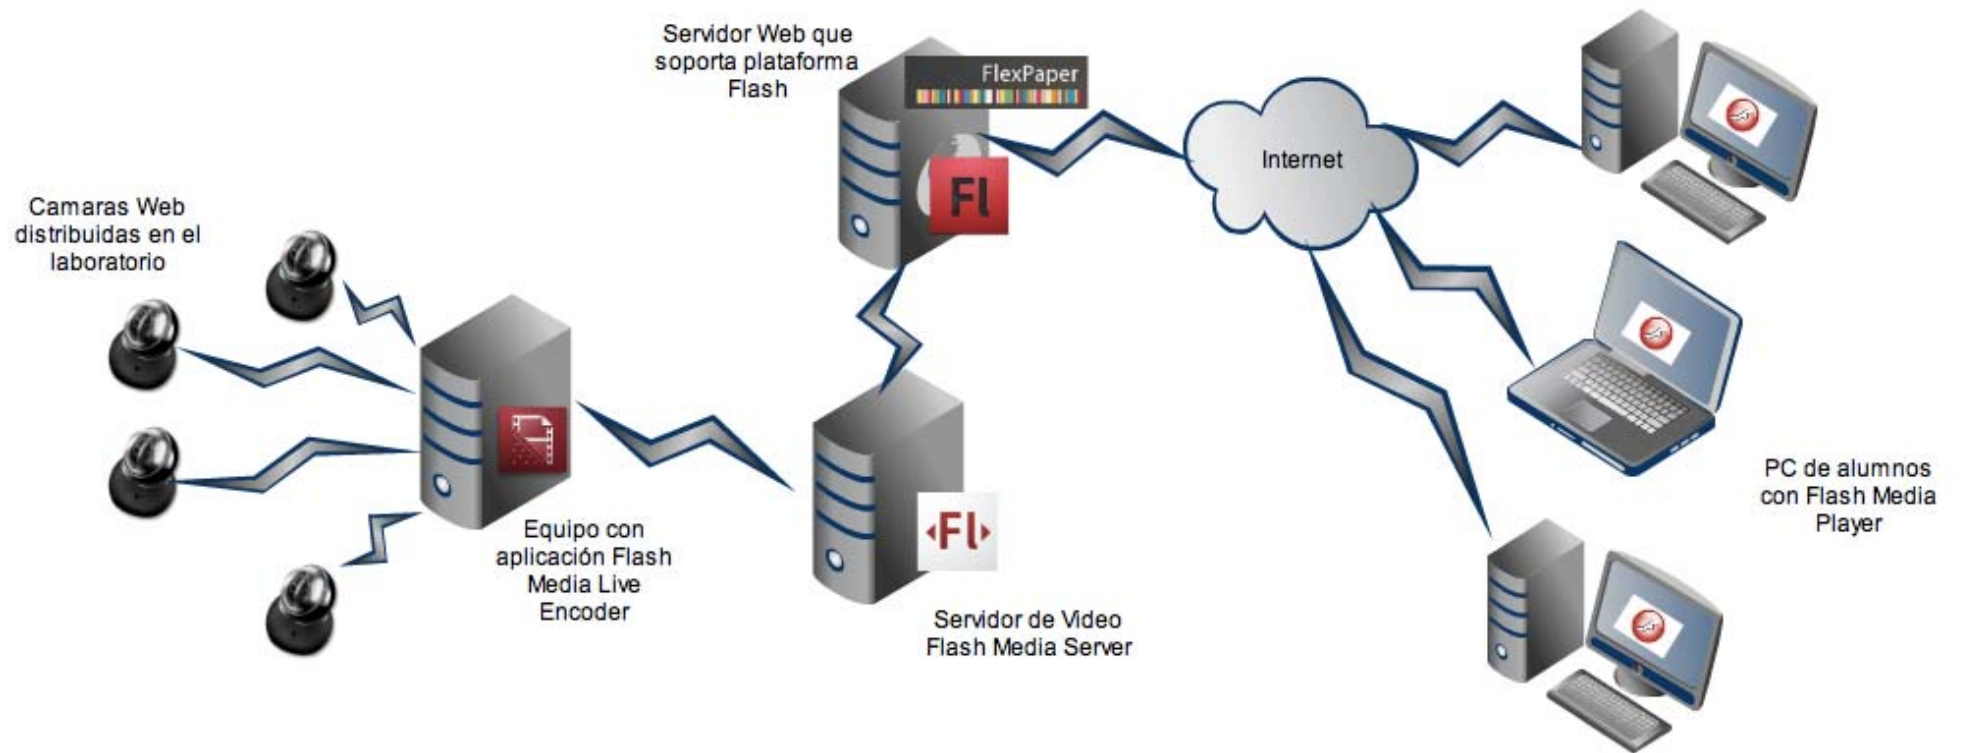 Servidor Web que
soporta plataforma
Flash
FlexPaper
Fl
Internet
Camaras Web
distribuidas en el
laboratorio
Equipo con
aplicación Flash
Media Live
Encoder
Fl
Servidor de Video
Flash Media Server
PC de alumnos
con Flash Media
Player